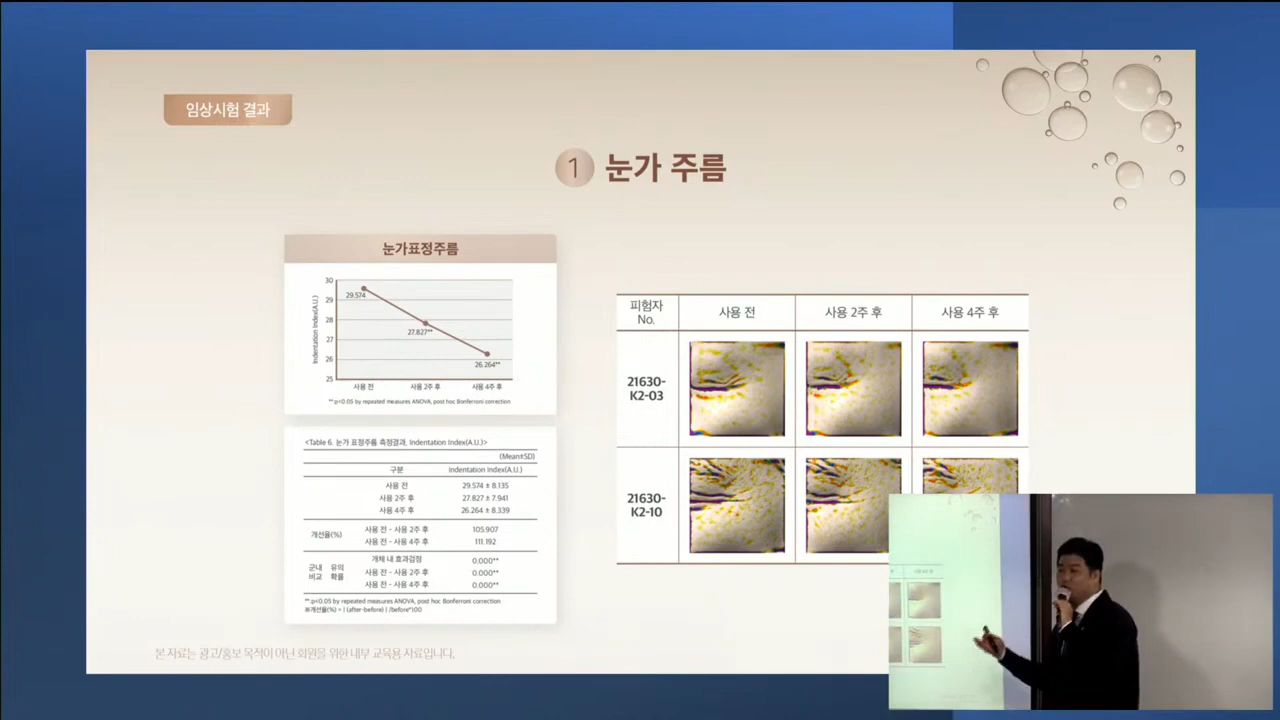 임상시험 결과
1 눈가 주름
눈가표정주름
Indentation Index(A.U.)
30
29
28
27
26
25
29.574
27.827**
26.264**
사용 전
사용 2주 후
사용 4주 후
**:p<0.05 by repeated measures ANOVA, post hoc Bonferroni correction
<Table 6. 눈가 표정주름 측정결과, Indentation Index(A.U.)>
(Mean±SD)
구분 Indentation Index(A.U.)
사용 전 29.574 ± 8.135
사용 2주 후 27.827 ± 7.941
사용 4주 후 26.264 ± 8.339
개선율(%)
사용 전 - 사용 2주 후 105.907
사용 전 - 사용 4주 후 111.192
군내 비교
유의 확률
개체 내 효과검정 0.000**
사용 전 - 사용 2주 후 0.000**
사용 전 - 사용 4주 후 0.000**
**:p<0.05 by repeated measures ANOVA, post hoc Bonferroni correction
※개선율(%) = | (after-before) | /before*100
피험자 No.
사용 전
사용 2주 후
사용 4주 후
21630-
K2-03
21630-
K2-10
본 자료는 광고/홍보 목적이 아닌 회원을 위한 내부 교육용 자료입니다.